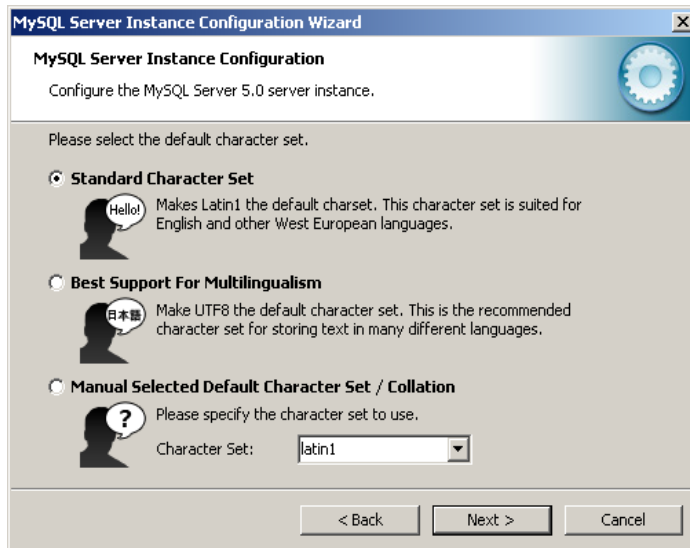 MySQL Server Instance Configuration Wizard
MySQL Server Instance Configuration
Configure the MySQL Server 5.0 server instance.
Please select the default character set.
Standard Character Set
Hello!
Makes Latin1 the default charset. This character set is suited for
English and other West European languages.
Best Support For Multilingualism
日本語
Make UTF8 the default character set. This is the recommended
character set for storing text in many different languages.
Manual Selected Default Character Set / Collation
?
Please specify the character set to use.
Character Set: latin1
< Back Next > Cancel